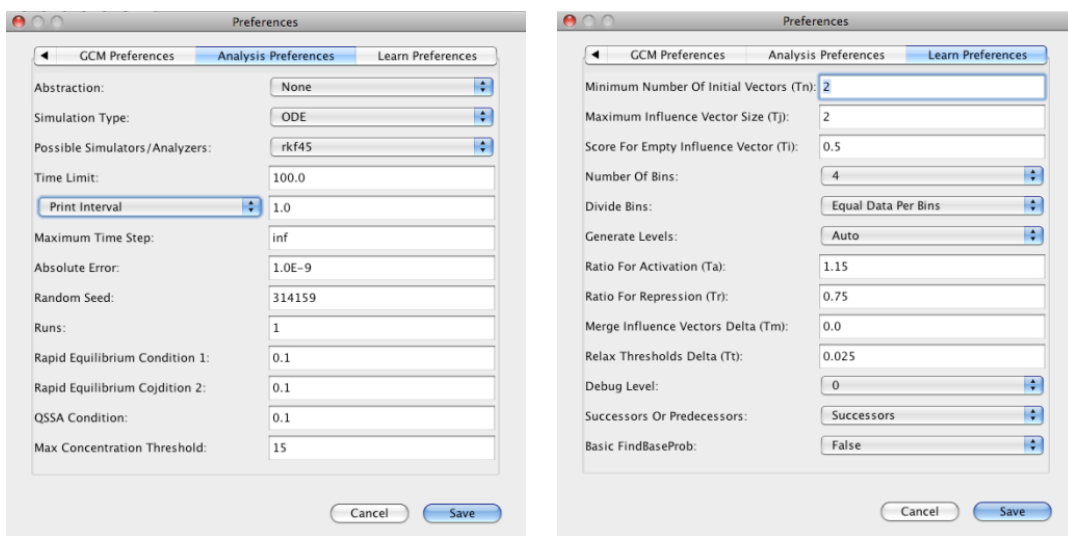 Preferences
GCM Preferences Analysis Preferences Learn Preferences
Abstraction: None
Simulation Type: ODE
Possible Simulators/Analyzers: rkf45
Time Limit: 100.0
Print Interval 1.0
Maximum Time Step: inf
Absolute Error: 1.0E-9
Random Seed: 314159
Runs: 1
Rapid Equilibrium Condition 1: 0.1
Rapid Equilibrium Cojdition 2: 0.1
QSSA Condition: 0.1
Max Concentration Threshold: 15
Cancel Save
Preferences
GCM Preferences Analysis Preferences Learn Preferences
Minimum Number Of Initial Vectors (Tn): 2
Maximum Influence Vector Size (Tj): 2
Score For Empty Influence Vector (Ti): 0.5
Number Of Bins: 4
Divide Bins: Equal Data Per Bins
Generate Levels: Auto
Ratio For Activation (Ta): 1.15
Ratio For Repression (Tr): 0.75
Merge Influence Vectors Delta (Tm): 0.0
Relax Thresholds Delta (Tt): 0.025
Debug Level: 0
Successors Or Predecessors: Successors
Basic FindBaseProb: False
Cancel Save